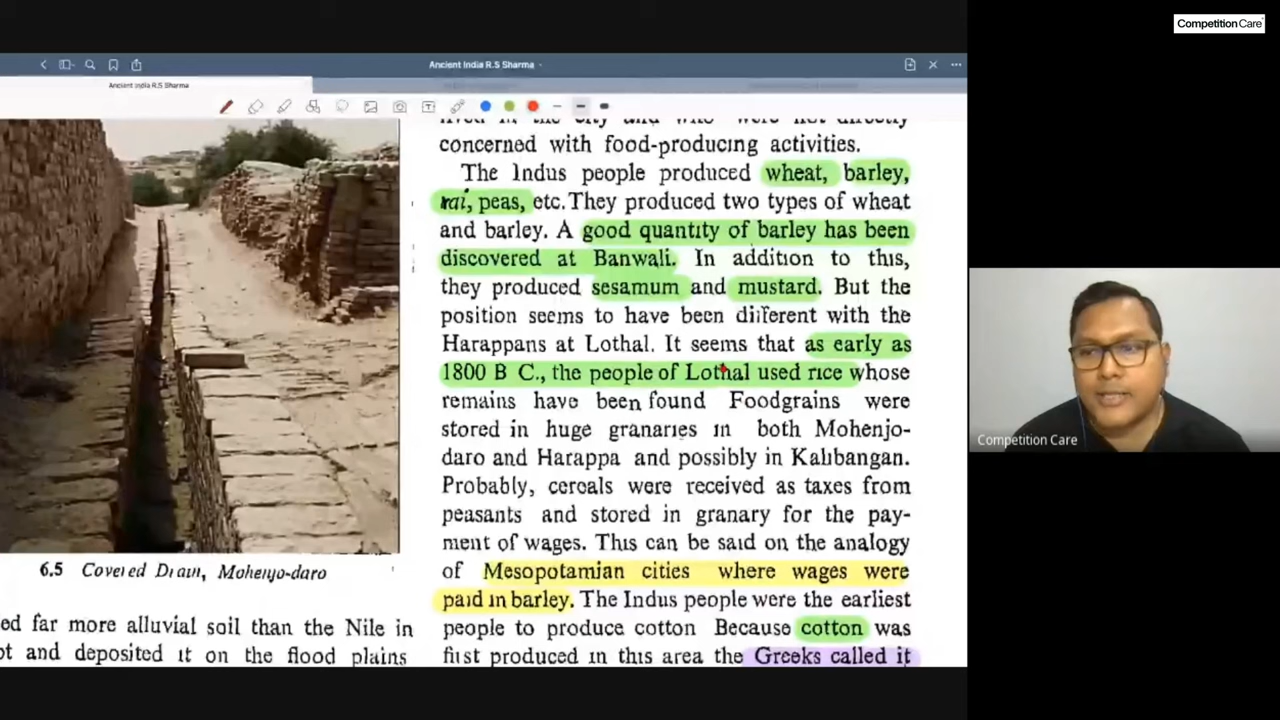 Competition Care
Ancient India R.S Sharma
Ancient India R.S Sharma
concerned with food-producing activities.
The Indus people produced wheat, barley,
rai, peas, etc. They produced two types of wheat
and barley. A good quantity of barley has been
discovered at Banwali. In addition to this,
they produced sesamum and mustard. But the
position seems to have been different with the
Harappans at Lothal. It seems that as early as
1800 B C., the people of Lothal used rice whose
remains have been found Foodgrains were
stored in huge granaries in both Mohenjo-
daro and Harappa and possibly in Kalibangan.
Probably, cereals were received as taxes from
peasants and stored in granary for the pay-
ment of wages. This can be said on the analogy
of Mesopotamian cities where wages were
paid in barley. The Indus people were the earliest
people to produce cotton Because cotton was
first produced in this area the Greeks called it
6.5 Covered Drain, Mohenjo-daro
ed far more alluvial soil than the Nile in
and deposited it on the flood plains
Competition Care